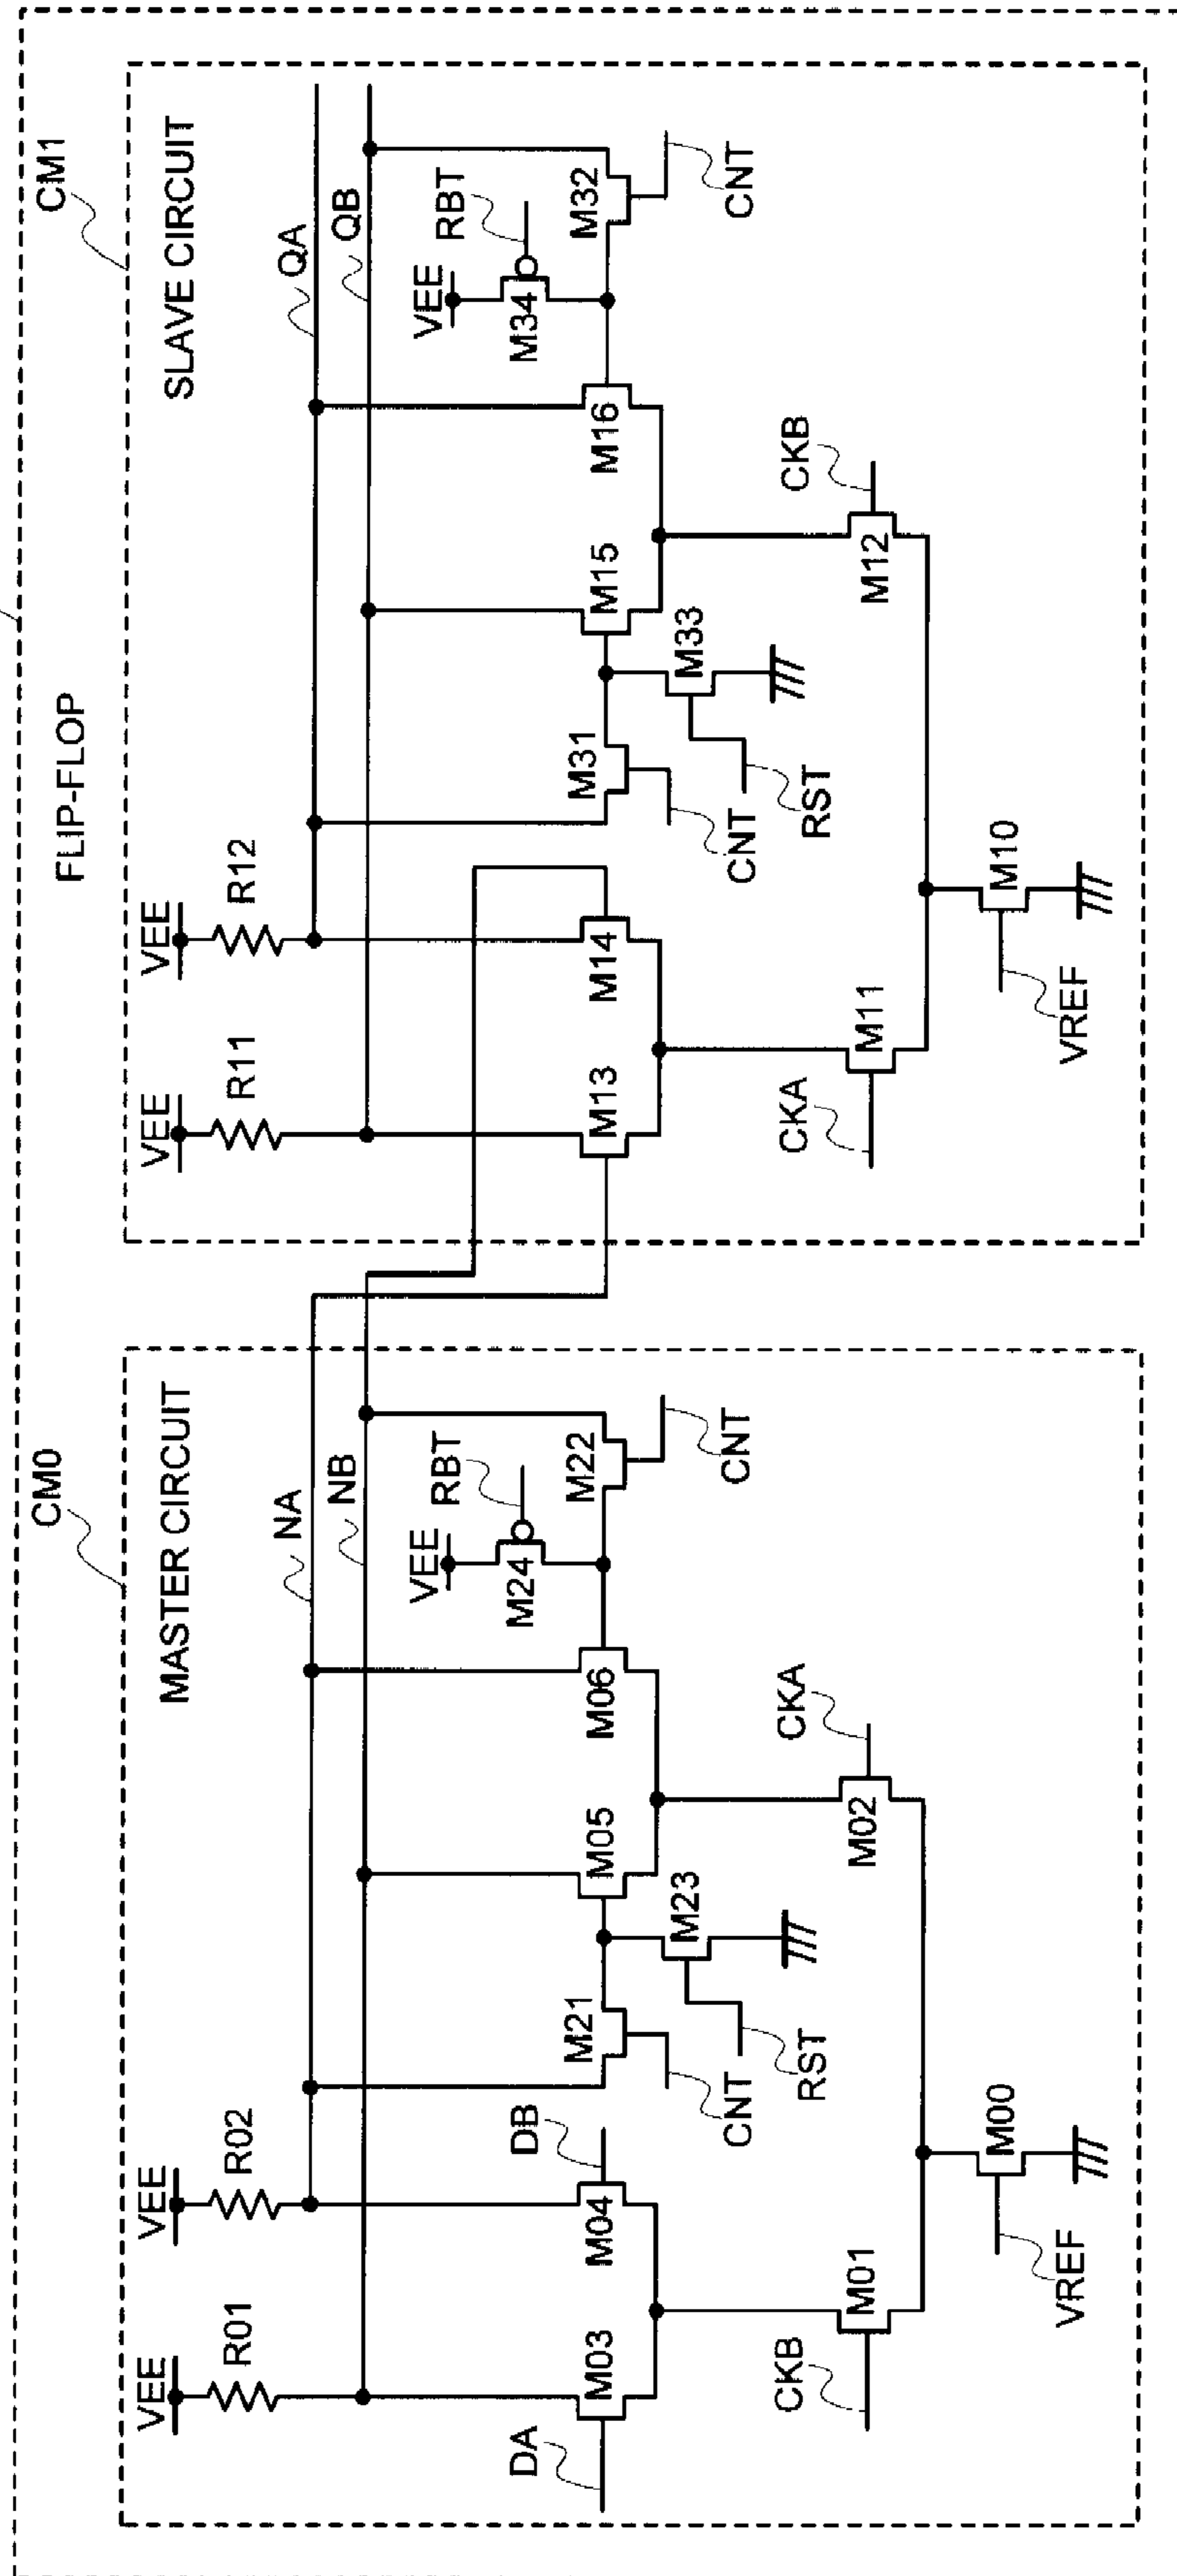 FLIP-FLOP
CM0
MASTER CIRCUIT
VEE
R01
VEE
R02
NA
NB
DA
M03
M04
DB
M21
CNT
M23
RST
M05
M06
VEE
M24
RBT
M22
CNT
CKB
M01
M02
CKA
VREF
M00
CM1
SLAVE CIRCUIT
VEE
R11
VEE
R12
QA
QB
M13
M14
M31
CNT
M33
RST
M15
M16
VEE
M34
RBT
M32
CNT
CKA
M11
M12
CKB
VREF
M10